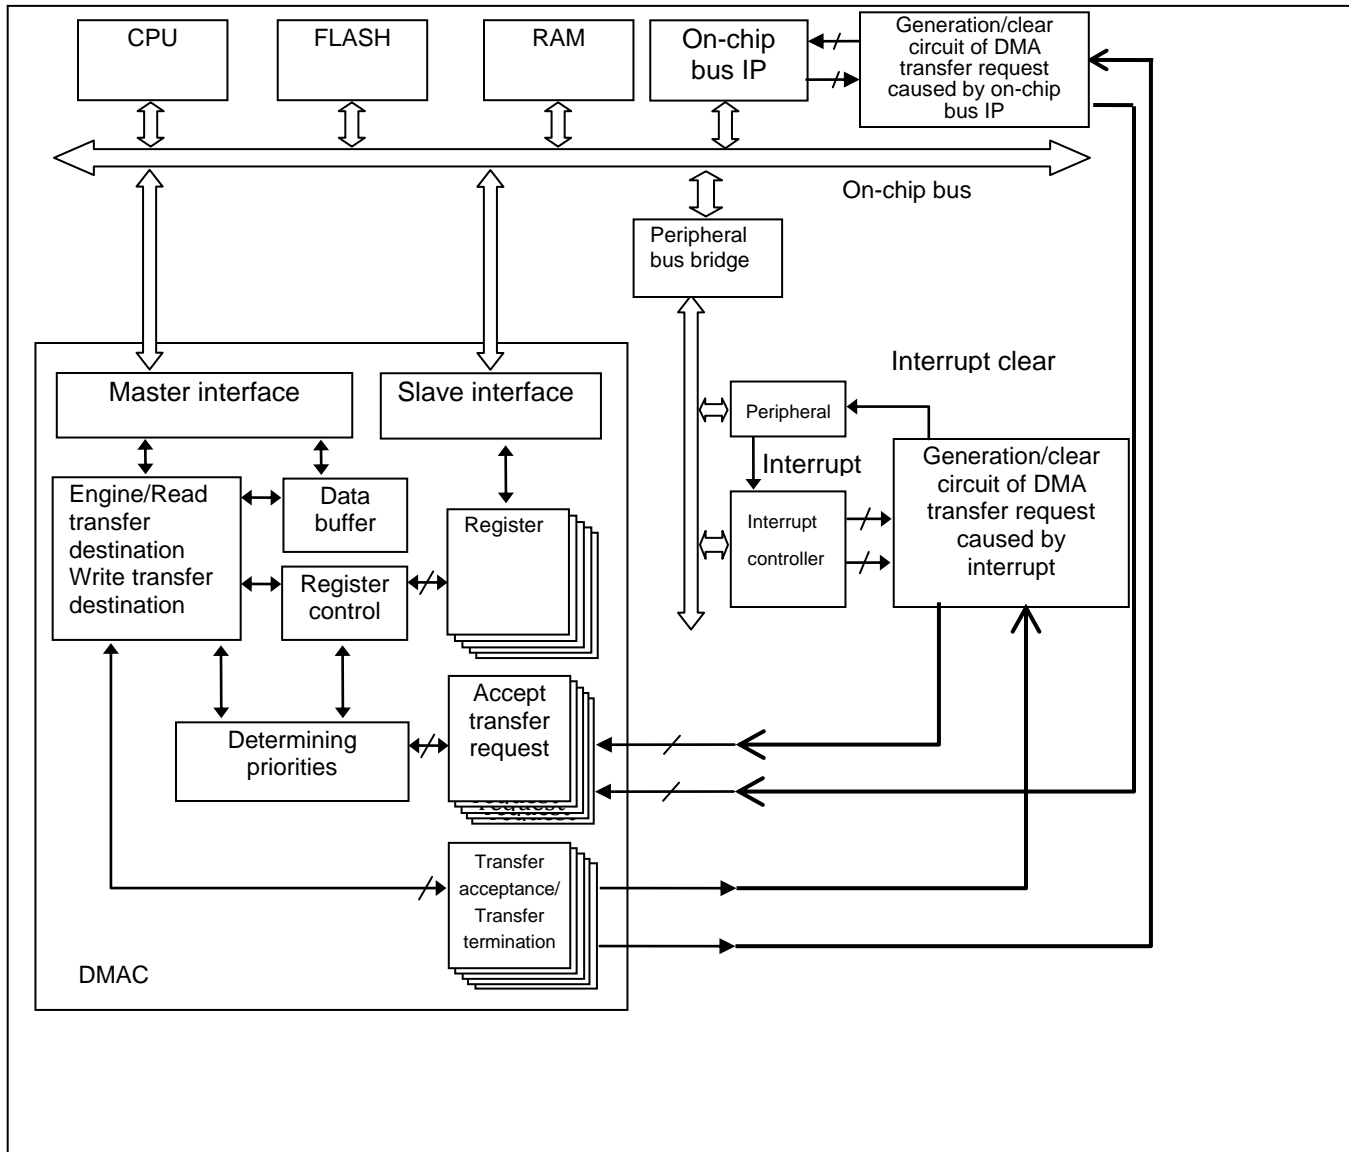 CPU
FLASH
RAM
On-chip
bus IP
Generation/clear
circuit of DMA
transfer request
caused by on-chip
bus IP
On-chip bus
Peripheral
bus bridge
Master interface
Slave interface
Interrupt clear
Peripheral
Interrupt
Engine/Read
transfer
destination
Write transfer
destination
Data
buffer
Register
control
Register
Interrupt
controller
Generation/clear
circuit of DMA
transfer request
caused by
interrupt
Determining
priorities
Accept
transfer
request
request
request
request
Transfer
acceptance/
Transfer
termination
DMAC